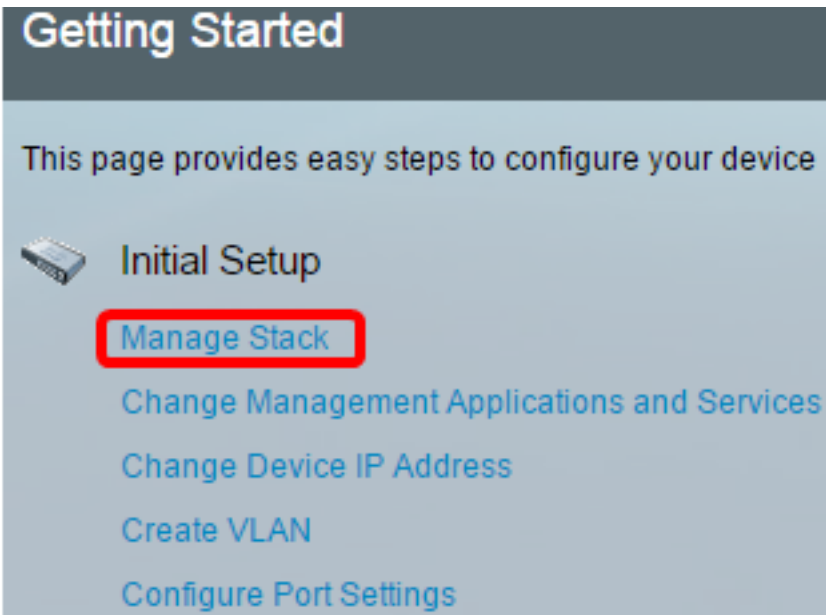 Getting Started
This page provides easy steps to configure your device
Initial Setup
Manage Stack
Change Management Applications and Services
Change Device IP Address
Create VLAN
Configure Port Settings